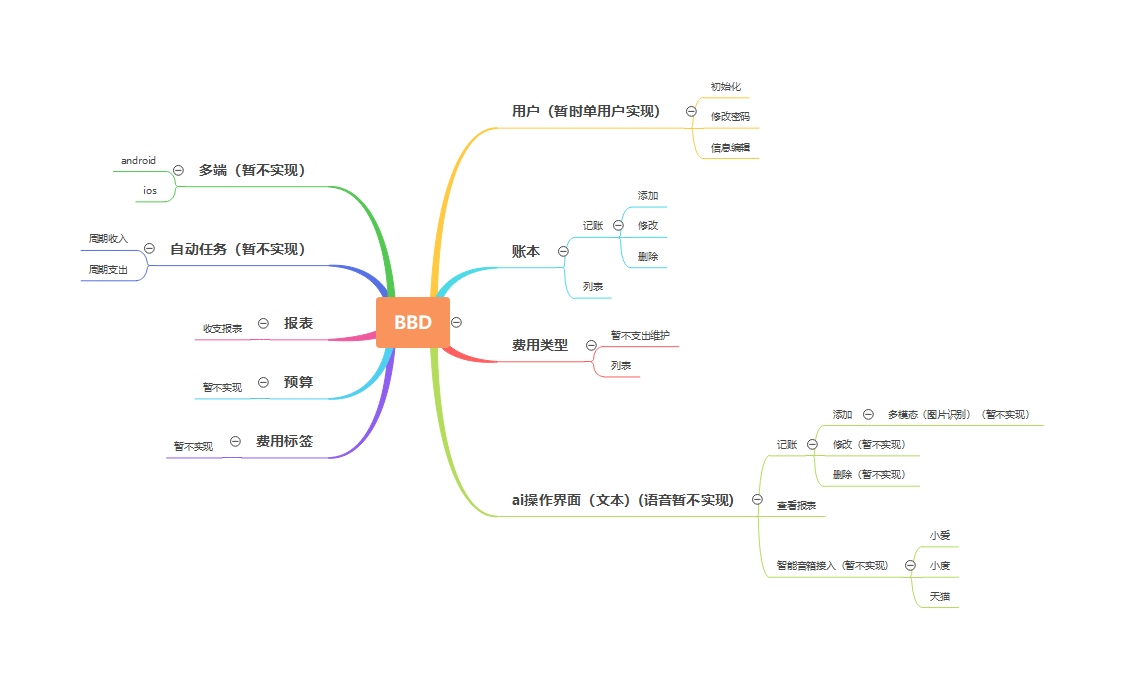 BBD
用户（暂时单用户实现）
初始化
修改密码
信息编辑
账本
记账
添加
修改
删除
列表
费用类型
暂不支出维护
列表
ai操作界面（文本）(语音暂不实现)
记账
添加
多模态（图片识别）（暂不实现）
修改（暂不实现）
删除（暂不实现）
查看报表
智能音箱接入（暂不实现）
小爱
小度
天猫
多端（暂不实现）
android
ios
自动任务（暂不实现）
周期收入
周期支出
报表
收支报表
预算
暂不实现
费用标签
暂不实现